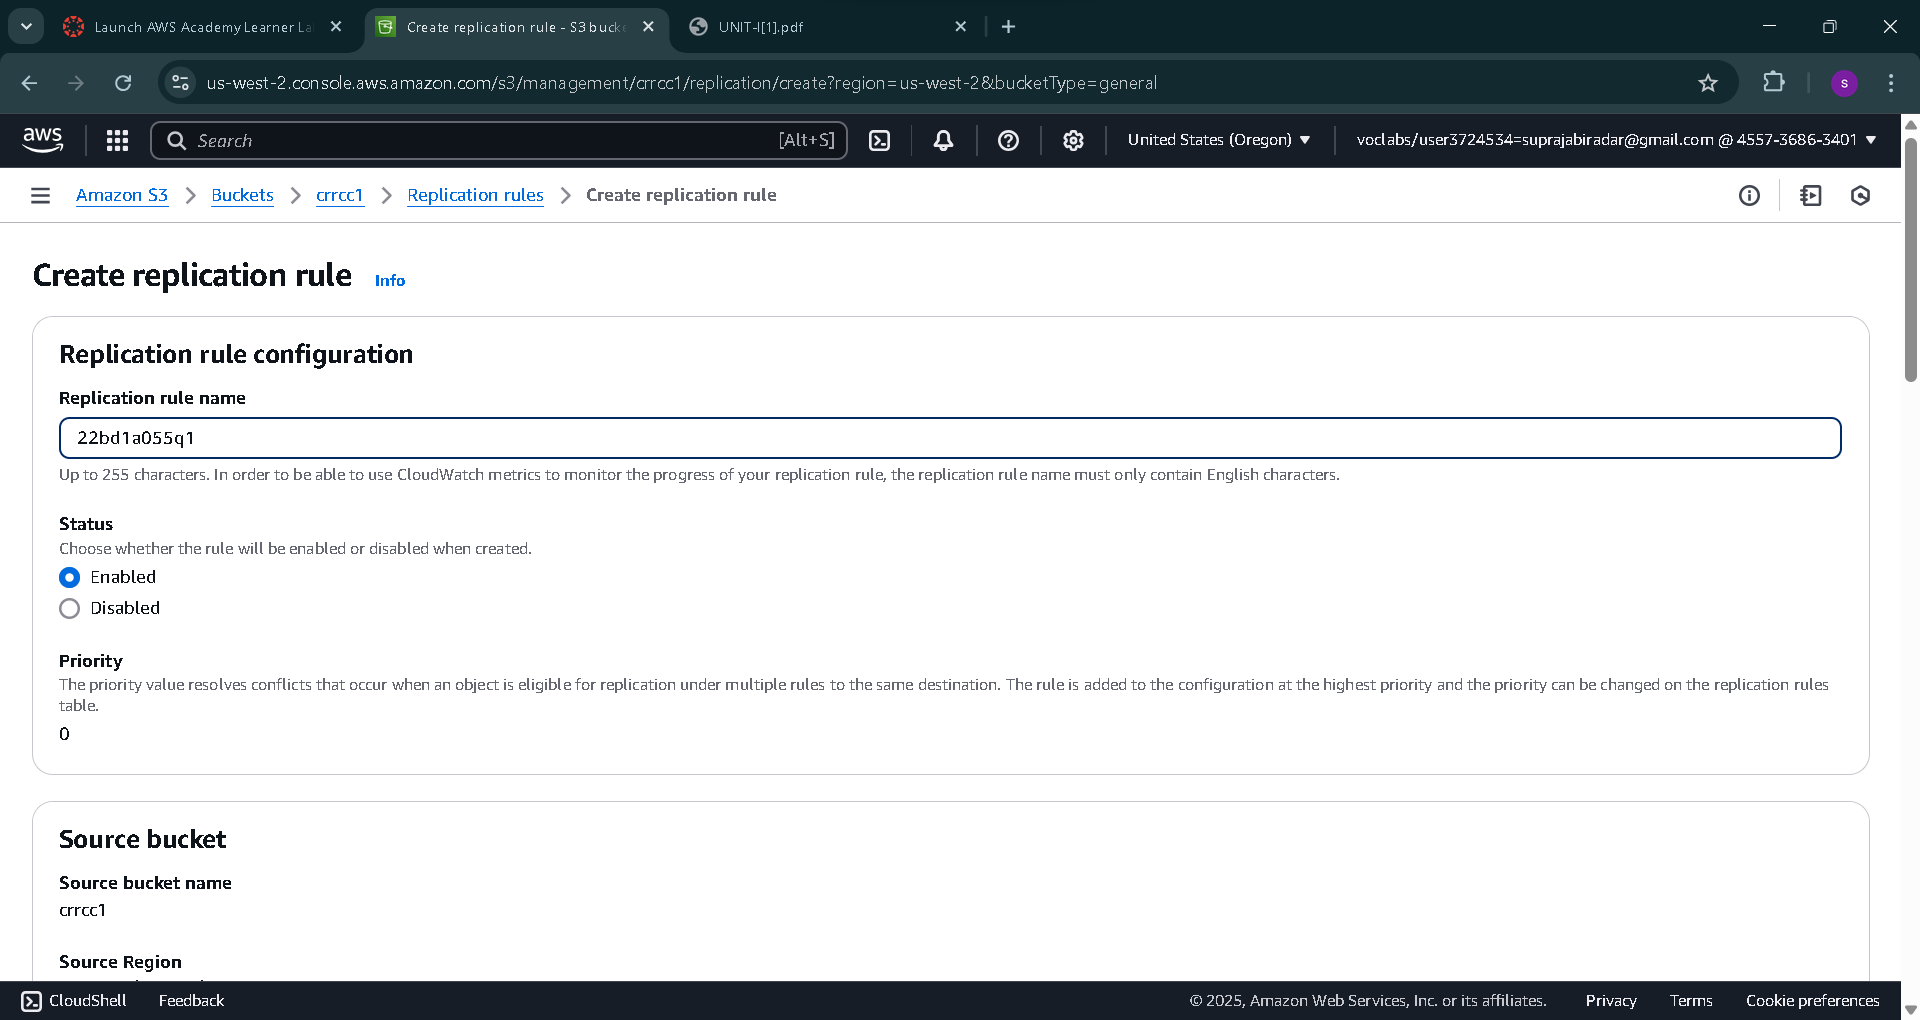 Launch AWS Academy Learner La
Create replication rule - S3 bucke
UNIT-I[1].pdf
us-west-2.console.aws.amazon.com/s3/management/crrcc1/replication/create?region=us-west-2&bucketType=general
s
aws
Search
[Alt+S]
United States (Oregon)
voclabs/user3724534=suprajabiradar@gmail.com @ 4557-3686-3401
Amazon S3
Buckets
crrcc1
Replication rules
Create replication rule
Create replication rule
Info
Replication rule configuration
Replication rule name
22bd1a055q1
Up to 255 characters. In order to be able to use CloudWatch metrics to monitor the progress of your replication rule, the replication rule name must only contain English characters.
Status
Choose whether the rule will be enabled or disabled when created.
Enabled
Disabled
Priority
The priority value resolves conflicts that occur when an object is eligible for replication under multiple rules to the same destination. The rule is added to the configuration at the highest priority and the priority can be changed on the replication rules
table.
0
Source bucket
Source bucket name
crrcc1
Source Region
CloudShell
Feedback
© 2025, Amazon Web Services, Inc. or its affiliates.
Privacy
Terms
Cookie preferences